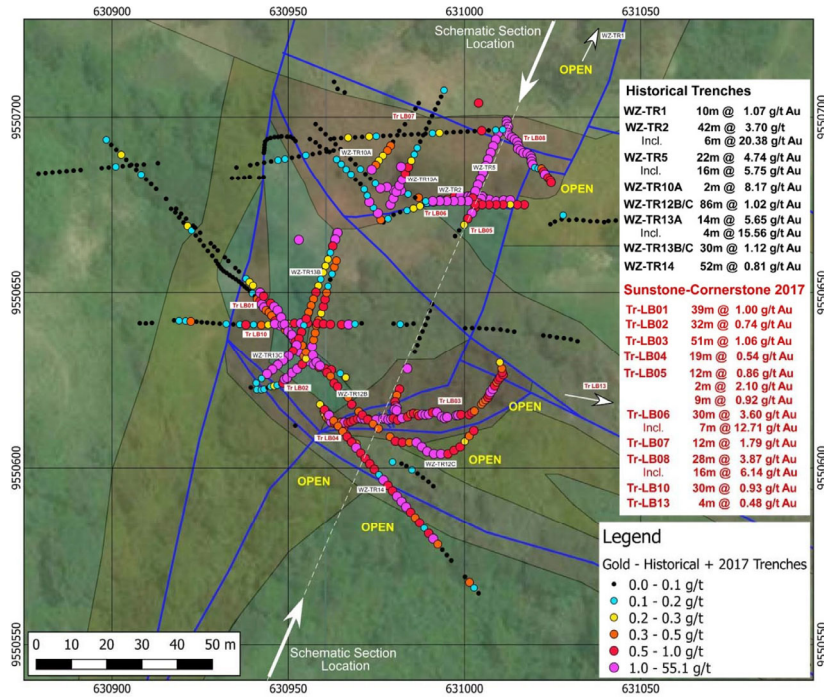 630900 630950 631000 631050
Schematic Section
Location
WZ-TR1
OPEN
9550700
9550650
9550600
9550550
Tr LB07
Tr LB08
WZ-TR10A
WZ-TR5
WZ-TR13A
WZ-TR2
OPEN
Tr LB06
Tr LB05
WZ-TR13B
Tr LB01
Tr LB10
WZ-TR13C
Tr LB02
WZ-TR12B
Tr LB03
Tr LB13
OPEN
Tr LB04
WZ-TR12C
OPEN
OPEN
WZ-TR14
OPEN
Historical Trenches
WZ-TR1 10m @ 1.07 g/t Au
WZ-TR2 42m @ 3.70 g/t
Incl. 6m @ 20.38 g/t Au
WZ-TR5 22m @ 4.74 g/t Au
Incl. 16m @ 5.75 g/t Au
WZ-TR10A 2m @ 8.17 g/t Au
WZ-TR12B/C 86m @ 1.02 g/t Au
WZ-TR13A 14m @ 5.65 g/t Au
Incl. 4m @ 15.56 g/t Au
WZ-TR13B/C 30m @ 1.12 g/t Au
WZ-TR14 52m @ 0.81 g/t Au
Sunstone-Cornerstone 2017
Tr-LB01 39m @ 1.00 g/t Au
Tr-LB02 32m @ 0.74 g/t Au
Tr-LB03 51m @ 1.06 g/t Au
Tr-LB04 19m @ 0.54 g/t Au
Tr-LB05 12m @ 0.86 g/t Au
2m @ 2.10 g/t Au
9m @ 0.92 g/t Au
Tr-LB06 30m @ 3.60 g/t Au
Incl. 7m @ 12.71 g/t Au
Tr-LB07 12m @ 1.79 g/t Au
Tr-LB08 28m @ 3.87 g/t Au
Incl. 16m @ 6.14 g/t Au
Tr-LB10 30m @ 0.93 g/t Au
Tr-LB13 4m @ 0.48 g/t Au
Legend
Gold - Historical + 2017 Trenches
0.0 - 0.1 g/t
0.1 - 0.2 g/t
0.2 - 0.3 g/t
0.3 - 0.5 g/t
0.5 - 1.0 g/t
1.0 - 55.1 g/t
0 10 20 30 40 50 m
Schematic Section
Location
630900 630950 631000 631050